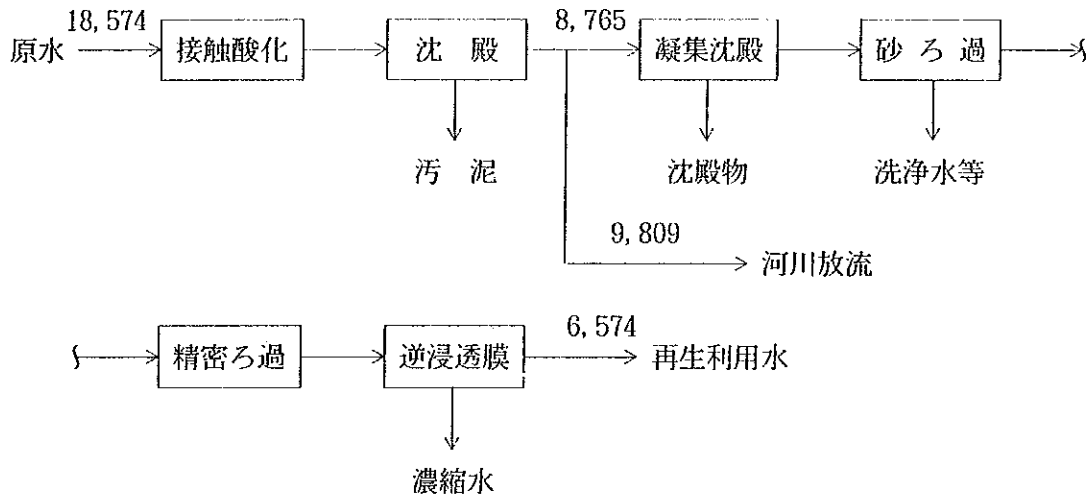 18,574
8,765
原水
接触酸化
沈 殿
凝集沈殿
砂ろ過
汚 泥
沈殿物
洗浄水等
9,809
河川放流
6,574
精密ろ過
逆浸透膜
再生利用水
濃縮水